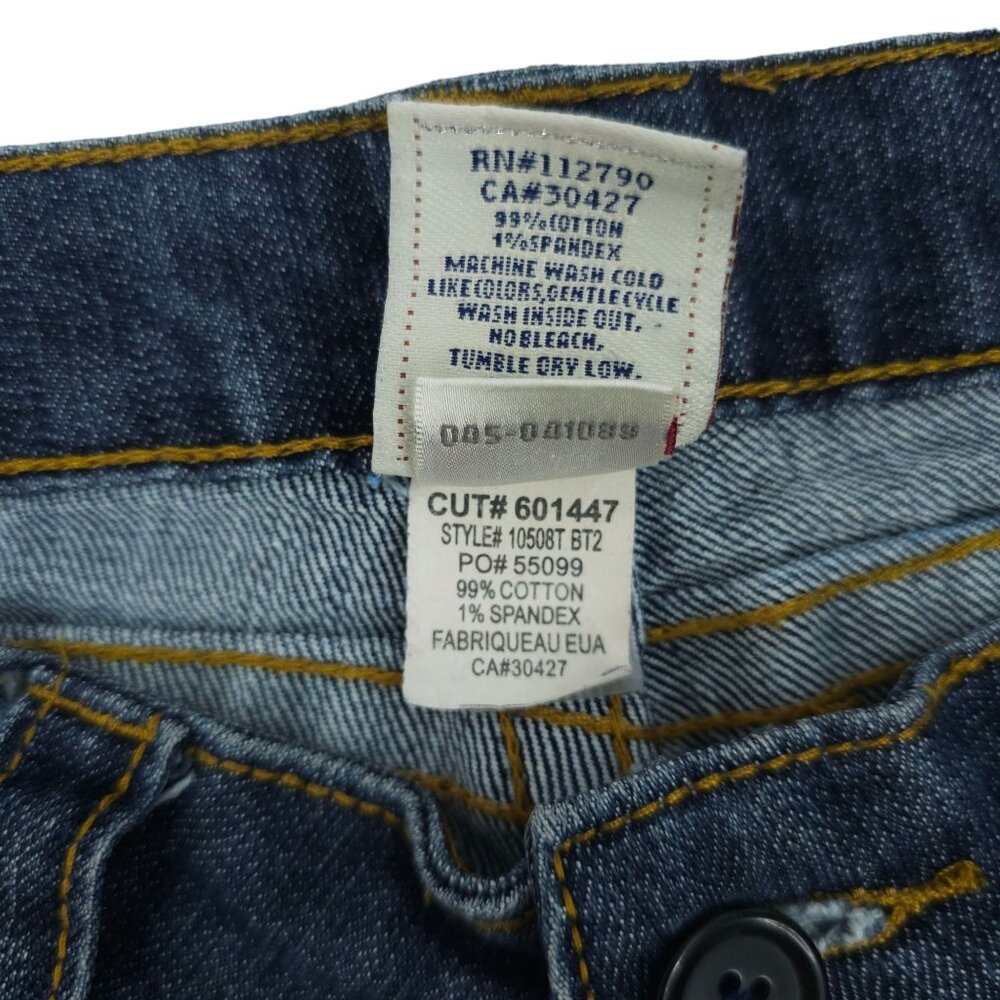 RN#112790
CA#30427
99%COTTON
1%SPANDEX
MACHINE WASH COLD
LIKE COLORS,GENTLE CYCLE
WASH INSIDE OUT,
NO BLEACH,
TUMBLE DRY LOW.
045-041089
CUT# 601447
STYLE# 10508T BT2
PO# 55099
99% COTTON
1% SPANDEX
FABRIQUEAU EUA
CA#30427